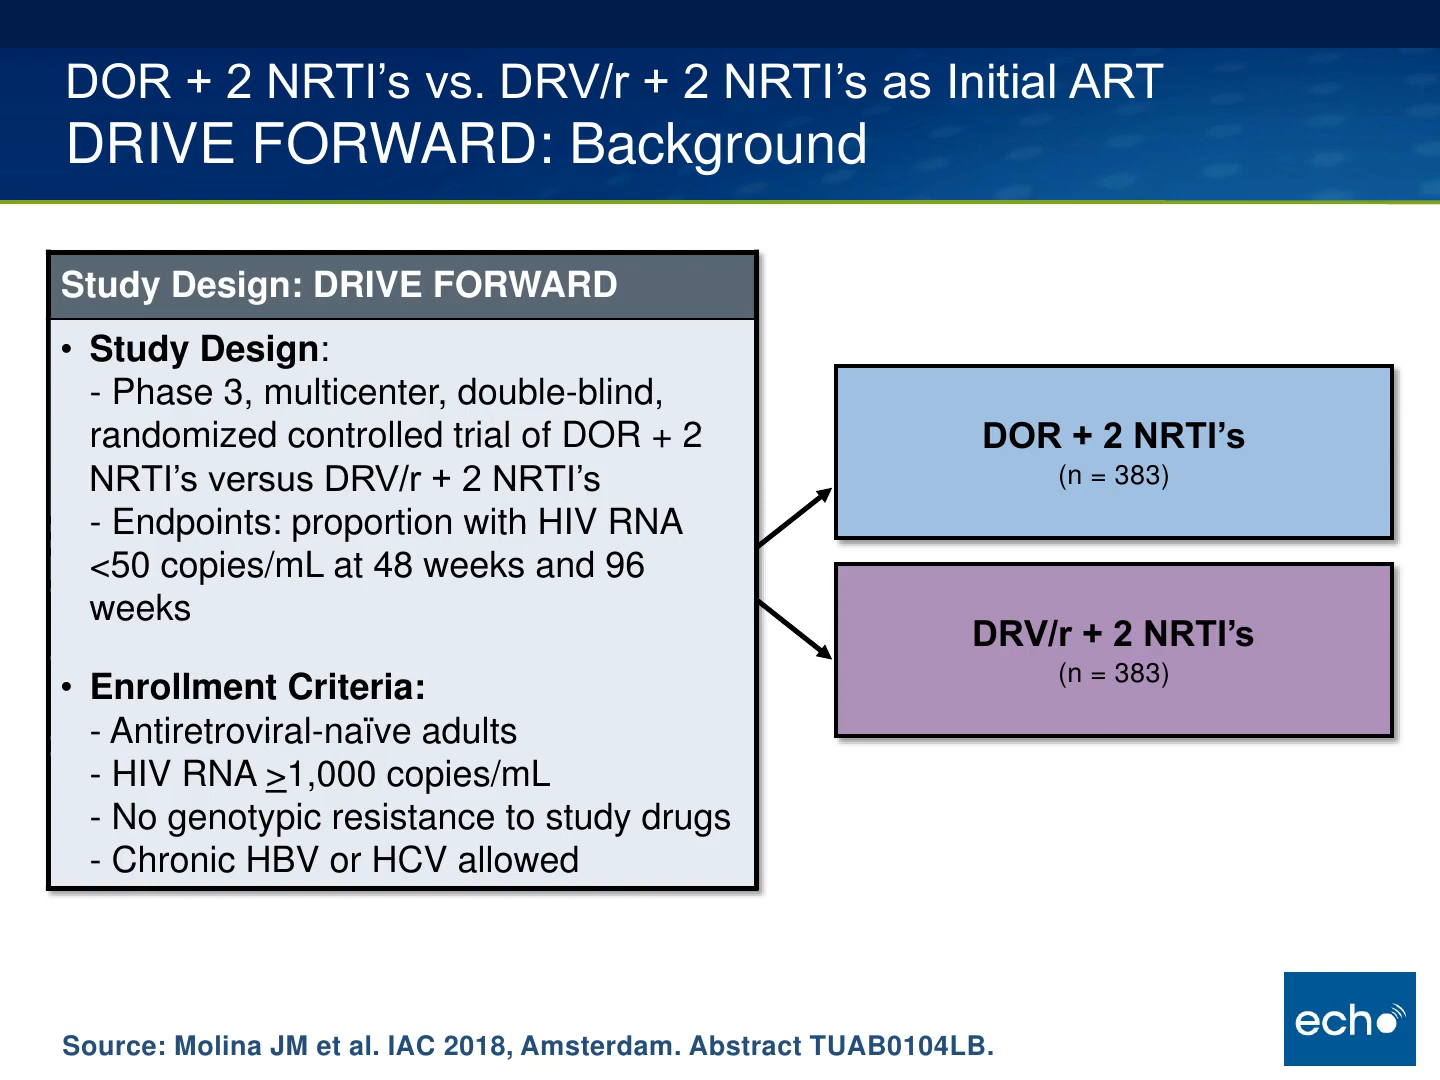 DOR + 2 NRTI’s vs. DRV/r + 2 NRTI’s as Initial ART
DRIVE FORWARD: Background
Study Design: DRIVE FORWARD
• Study Design:
- Phase 3, multicenter, double-blind,
randomized controlled trial of DOR + 2
NRTI’s versus DRV/r + 2 NRTI’s
- Endpoints: proportion with HIV RNA
<50 copies/mL at 48 weeks and 96
weeks
• Enrollment Criteria:
- Antiretroviral-naïve adults
- HIV RNA >1,000 copies/mL
- No genotypic resistance to study drugs
- Chronic HBV or HCV allowed
DOR + 2 NRTI’s
(n = 383)
DRV/r + 2 NRTI’s
(n = 383)
Source: Molina JM et al. IAC 2018, Amsterdam. Abstract TUAB0104LB.
echo